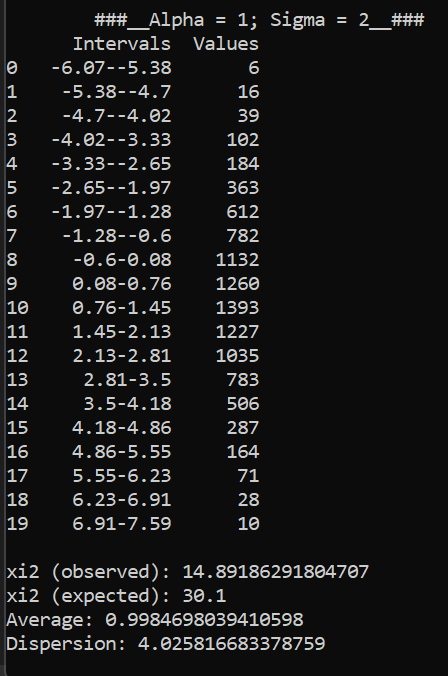 ###__Alpha = 1; Sigma = 2__###
Intervals Values
0 -6.07--5.38 6
1 -5.38--4.7 16
2 -4.7--4.02 39
3 -4.02--3.33 102
4 -3.33--2.65 184
5 -2.65--1.97 363
6 -1.97--1.28 612
7 -1.28--0.6 782
8 -0.6-0.08 1132
9 0.08-0.76 1260
10 0.76-1.45 1393
11 1.45-2.13 1227
12 2.13-2.81 1035
13 2.81-3.5 783
14 3.5-4.18 506
15 4.18-4.86 287
16 4.86-5.55 164
17 5.55-6.23 71
18 6.23-6.91 28
19 6.91-7.59 10
xi2 (observed): 14.89186291804707
xi2 (expected): 30.1
Average: 0.9984698039410598
Dispersion: 4.025816683378759